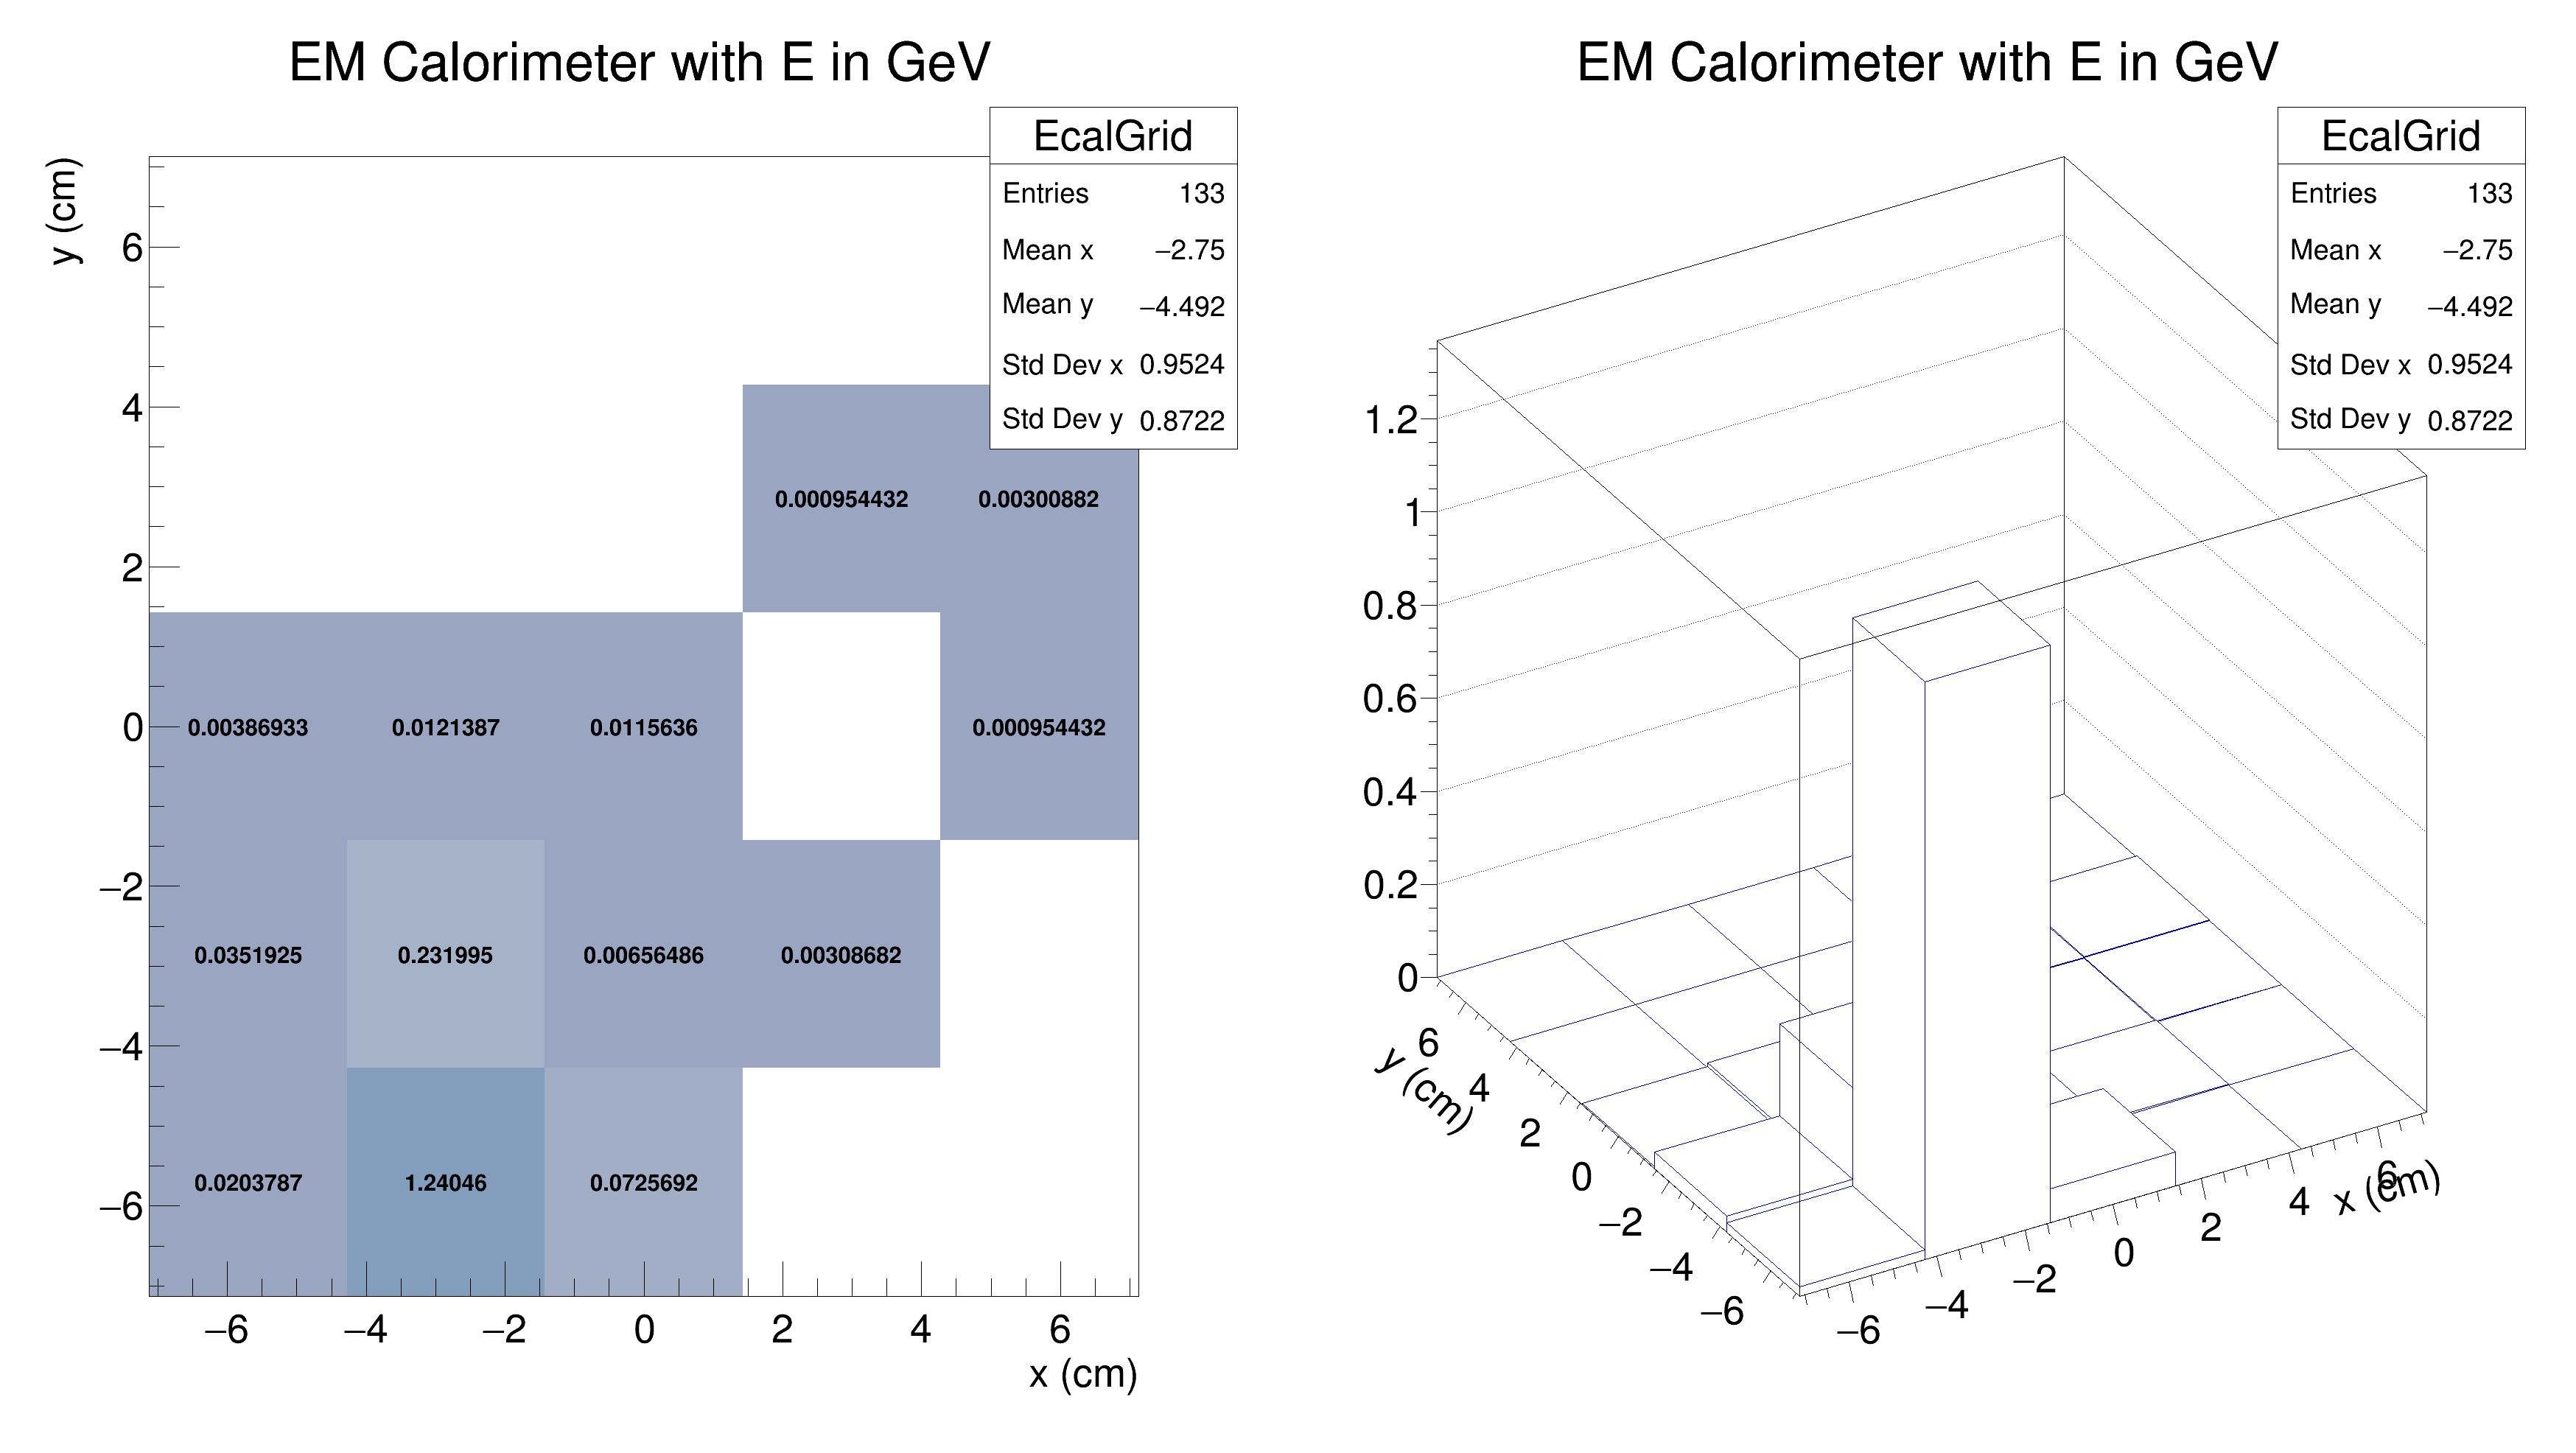 EM Calorimeter with E in GeV
EcalGrid
Entries 133
Mean x −2.75
Mean y −4.492
Std Dev x 0.9524
Std Dev y 0.8722
y (cm)
6
4
2
0
−2
−4
−6
0.000954432 0.00300882
0.00386933 0.0121387 0.0115636 0.000954432
0.0351925 0.231995 0.00656486 0.00308682
0.0203787 1.24046 0.0725692
−6 −4 −2 0 2 4 6
x (cm)
EM Calorimeter with E in GeV
EcalGrid
Entries 133
Mean x −2.75
Mean y −4.492
Std Dev x 0.9524
Std Dev y 0.8722
1.2
1
0.8
0.6
0.4
0.2
0
6
4
2
0
−2
−4
−6
y (cm)
−6
−4
−2
0
2
4
6
x (cm)